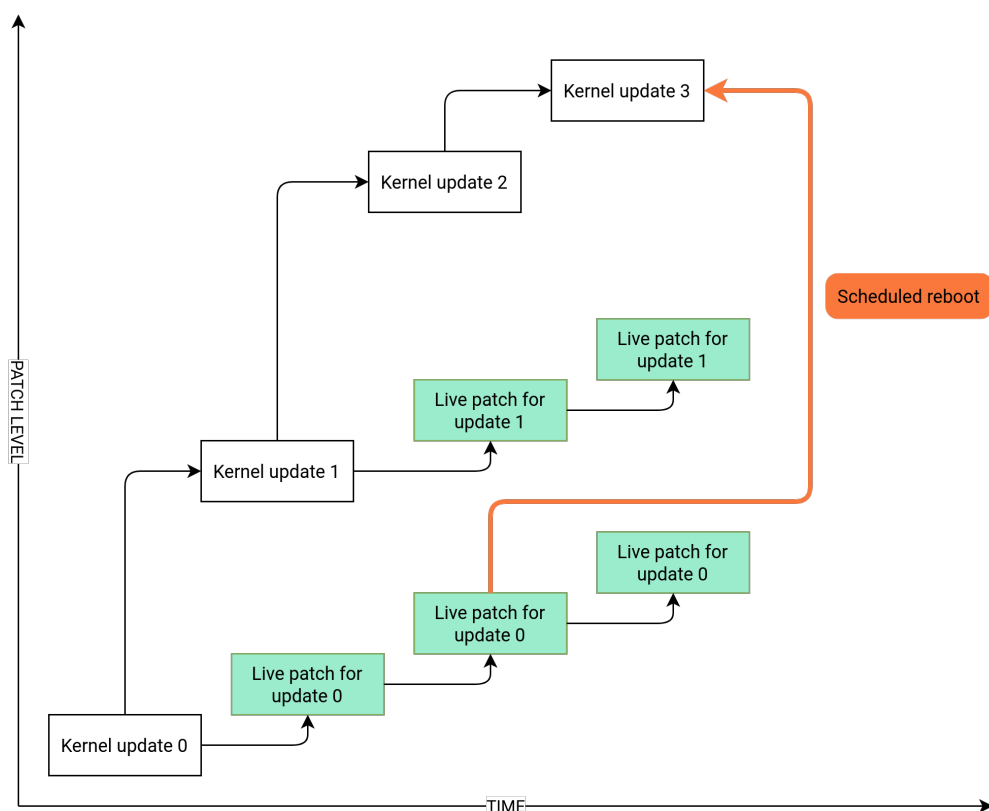 Kernel update 3
Kernel update 2
Scheduled reboot
Live patch for
update 1
PATCH LEVEL
Live patch for
update 1
Kernel update 1
Live patch for
update 0
Live patch for
update 0
Live patch for
update 0
Kernel update 0
TIME